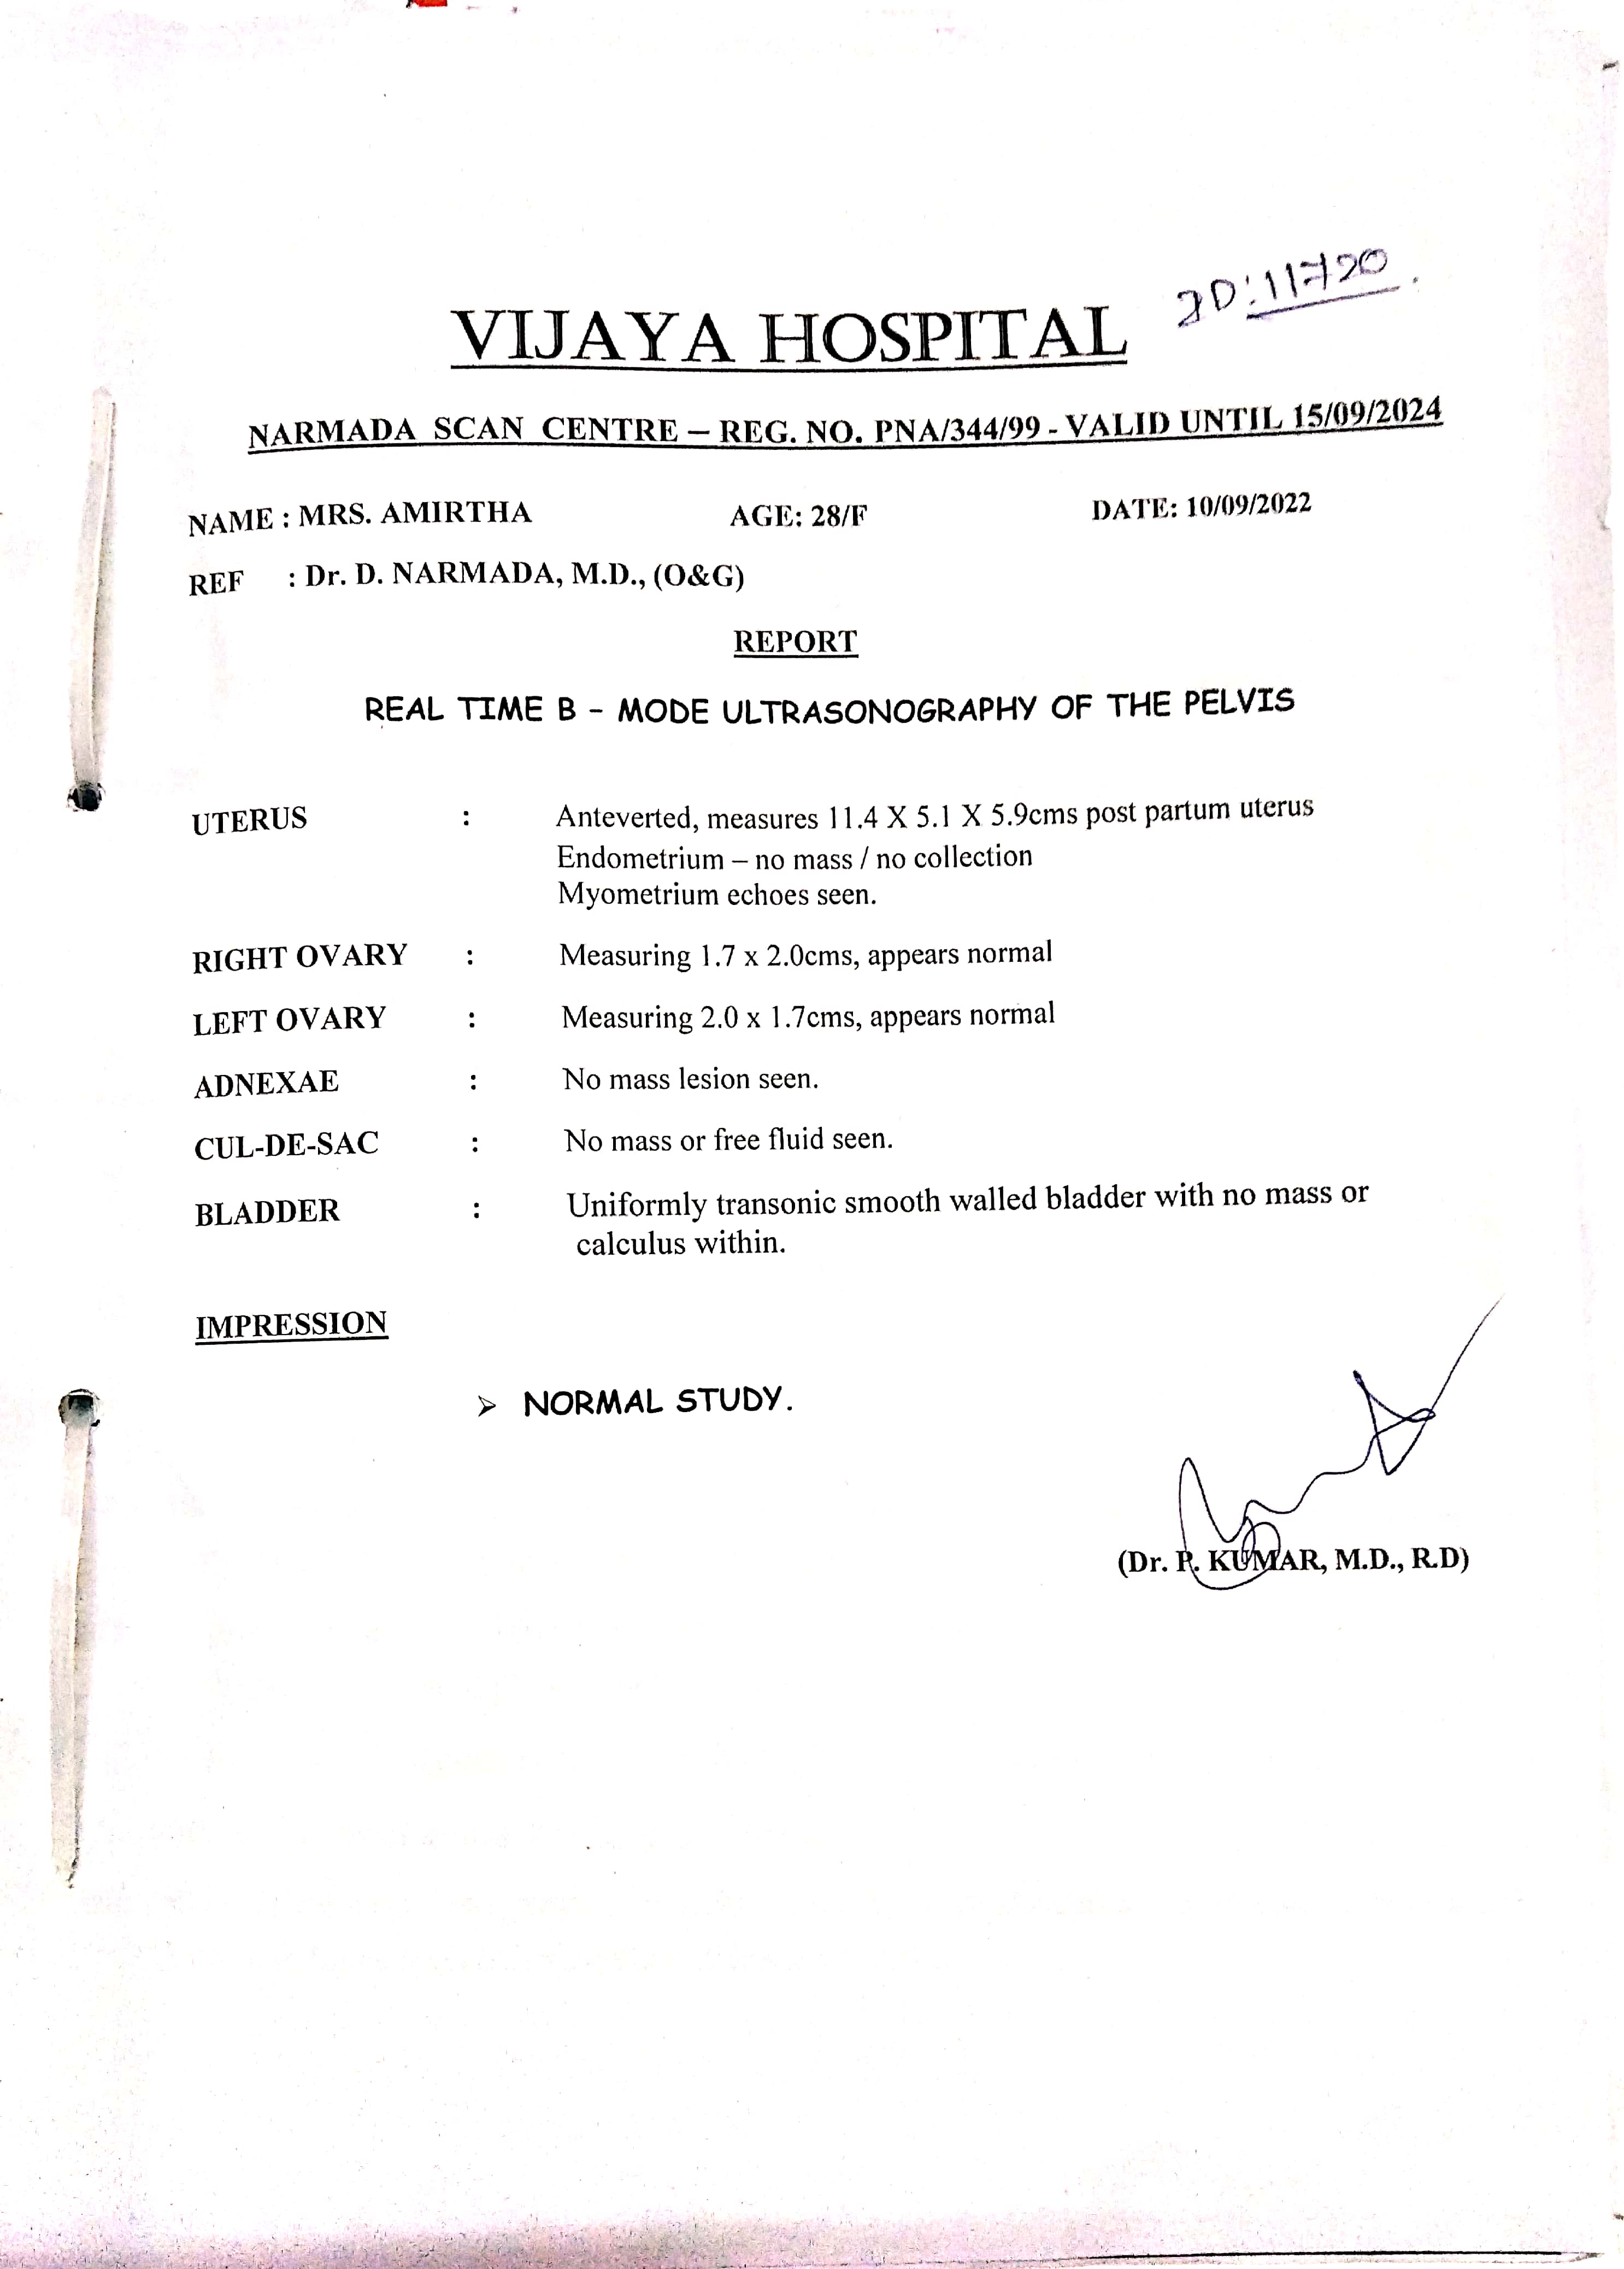 ID:11720
VIJAYA HOSPITAL
NARMADA SCAN CENTRE – REG. NO. PNA/344/99 - VALID UNTIL 15/09/2024
NAME : MRS. AMIRTHA AGE: 28/F DATE: 10/09/2022
REF : Dr. D. NARMADA, M.D., (O&G)
REPORT
REAL TIME B - MODE ULTRASONOGRAPHY OF THE PELVIS
UTERUS : Anteverted, measures 11.4 X 5.1 X 5.9cms post partum uterus
Endometrium – no mass / no collection
Myometrium echoes seen.
RIGHT OVARY : Measuring 1.7 x 2.0cms, appears normal
LEFT OVARY : Measuring 2.0 x 1.7cms, appears normal
ADNEXAE : No mass lesion seen.
CUL-DE-SAC : No mass or free fluid seen.
BLADDER : Uniformly transonic smooth walled bladder with no mass or
calculus within.
IMPRESSION
➢ NORMAL STUDY.
(Dr. P. KUMAR, M.D., R.D)